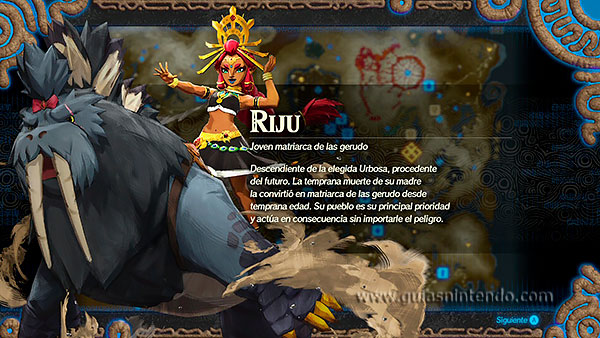 RIJU
Joven matriarca de las gerudo
Descendiente de la elegida Urbosa, procedente
del futuro. La temprana muerte de su madre
la convirtió en matriarca de las gerudo desde
temprana edad. Su pueblo es su principal prioridad
y actúa en consecuencia sin importarle el peligro.
www.guiasnintendo.com
Siguiente A